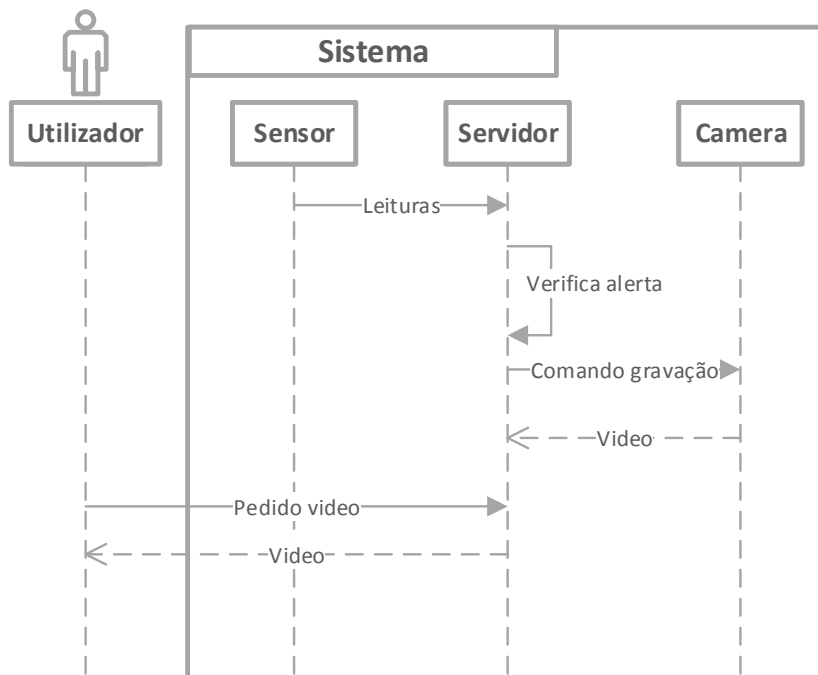 Sistema
Utilizador
Sensor
Servidor
Camera
Leituras
Verifica alerta
Comando gravação
Video
Pedido video
Video